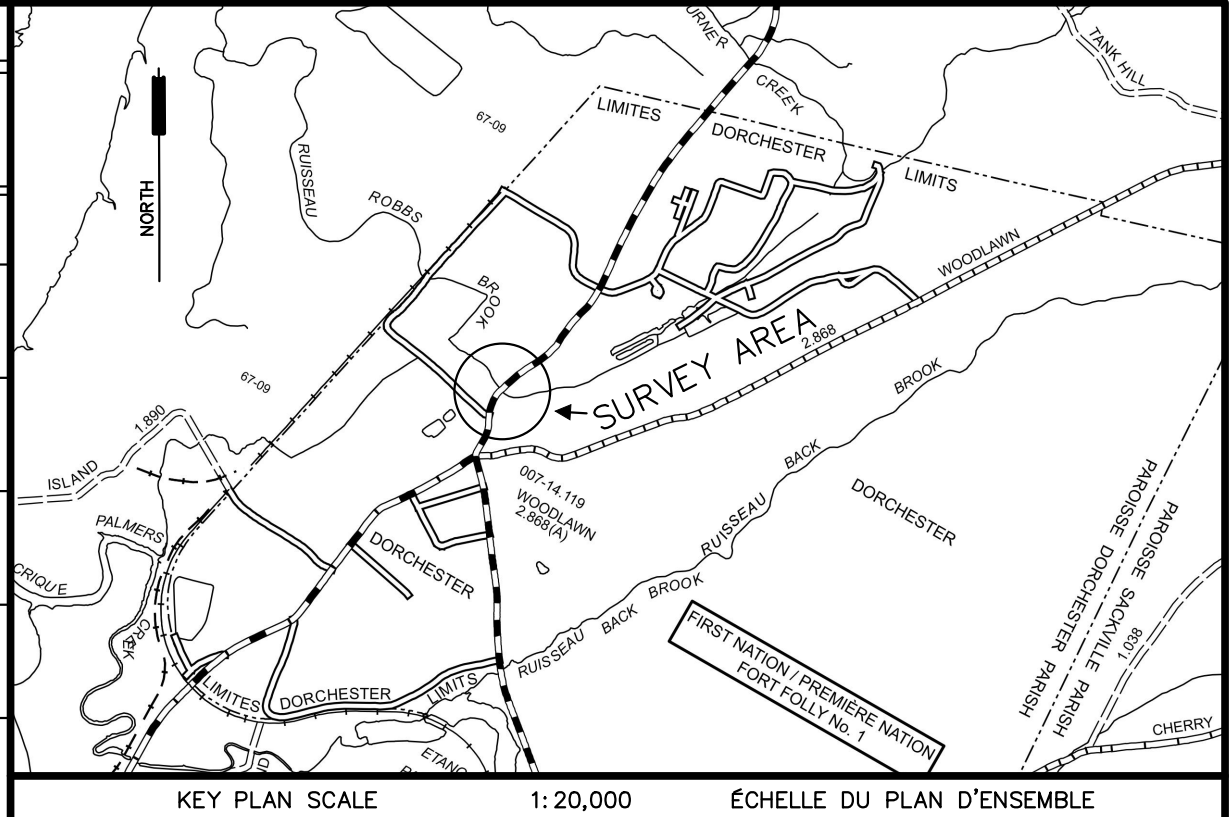 URNER
CREEK
TANK HILL
67-09
LIMITES DORCHESTER LIMITS
NORTH
RUISSEAU
ROBBS
BROOK
WOODLAWN
2.868
SURVEY AREA
67-09
1.890
ISLAND
PALMERS
CRIQUE
CREEK
007-14.119
WOODLAWN
2.868(A)
DORCHESTER
RUISSEAU BACK BROOK
RUISSEAU BACK BROOK
DORCHESTER
PAROISSE DORCHESTER PARISH
PAROISSE SACKVILLE PARISH
1.038
FIRST NATION / PREMIÈRE NATION
FORT FOLLY No. 1
LIMITES DORCHESTER LIMITS
CHERRY
ETANG
KEY PLAN SCALE 1:20,000 ÉCHELLE DU PLAN D'ENSEMBLE